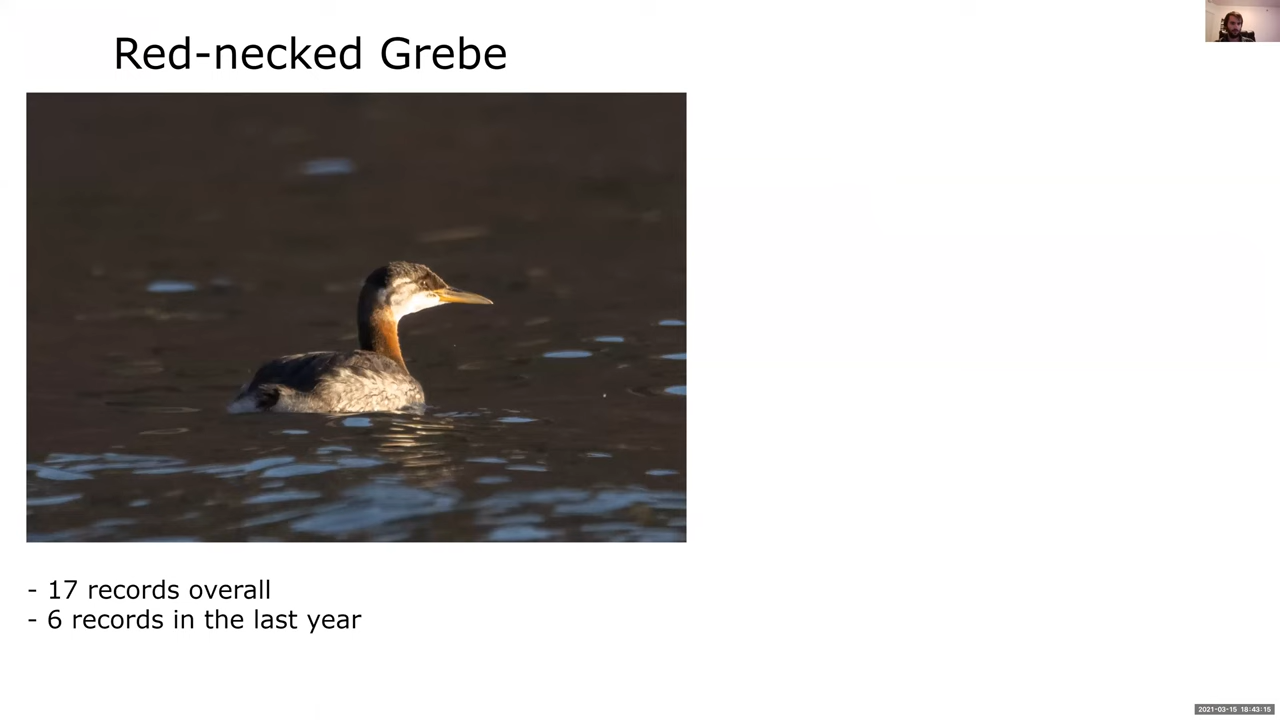 Red-necked Grebe
- 17 records overall
- 6 records in the last year
2021-03-15 18:43:15